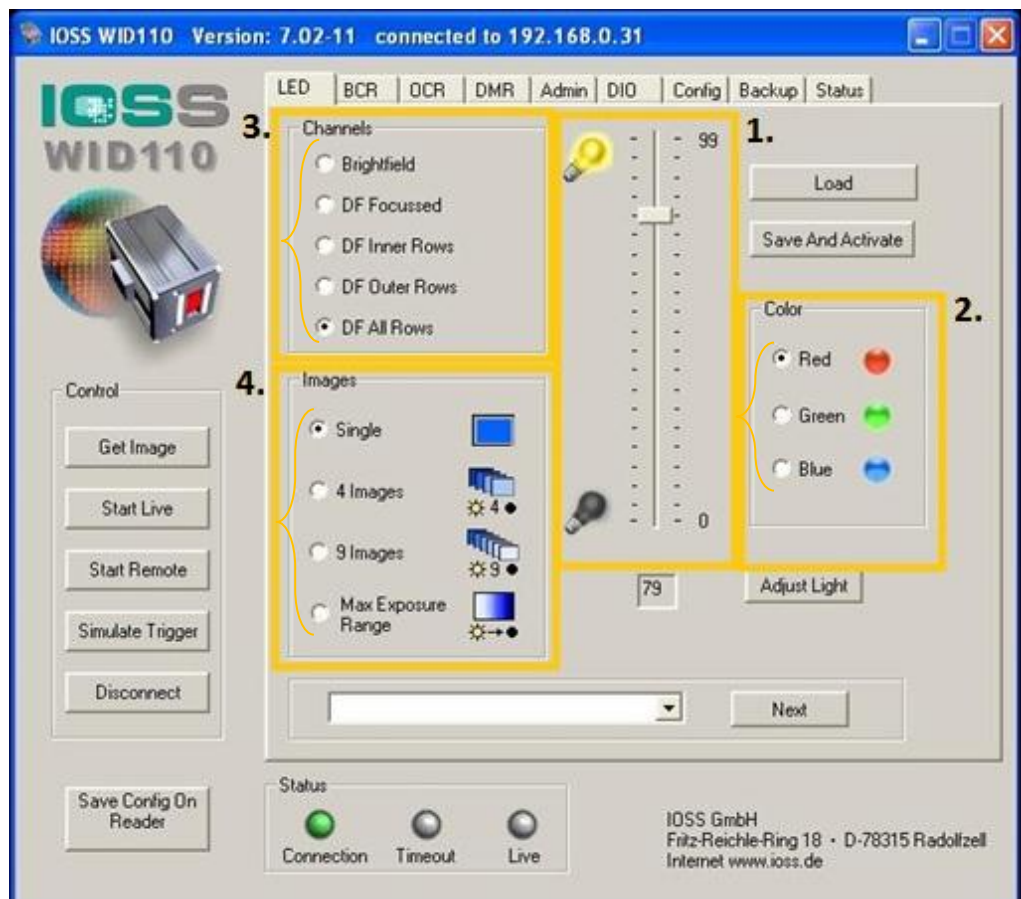 IOSS WID110 Version: 7.02-11 connected to 192.168.0.31
IOSS
WID110
LED BCR OCR DMR Admin DIO Config Backup Status
3.
Channels
Brightfield
DF Focussed
DF Inner Rows
DF Outer Rows
DF All Rows
1.
99
0
79
Load
Save And Activate
2.
Color
Red
Green
Blue
Adjust Light
4.
Images
Single
4 Images
4
9 Images
9
Max Exposure
Range
Control
Get Image
Start Live
Start Remote
Simulate Trigger
Disconnect
Next
Save Config On
Reader
Status
Connection Timeout Live
IOSS GmbH
Fritz-Reichle-Ring 18 · D-78315 Radolfzell
Internet www.ioss.de